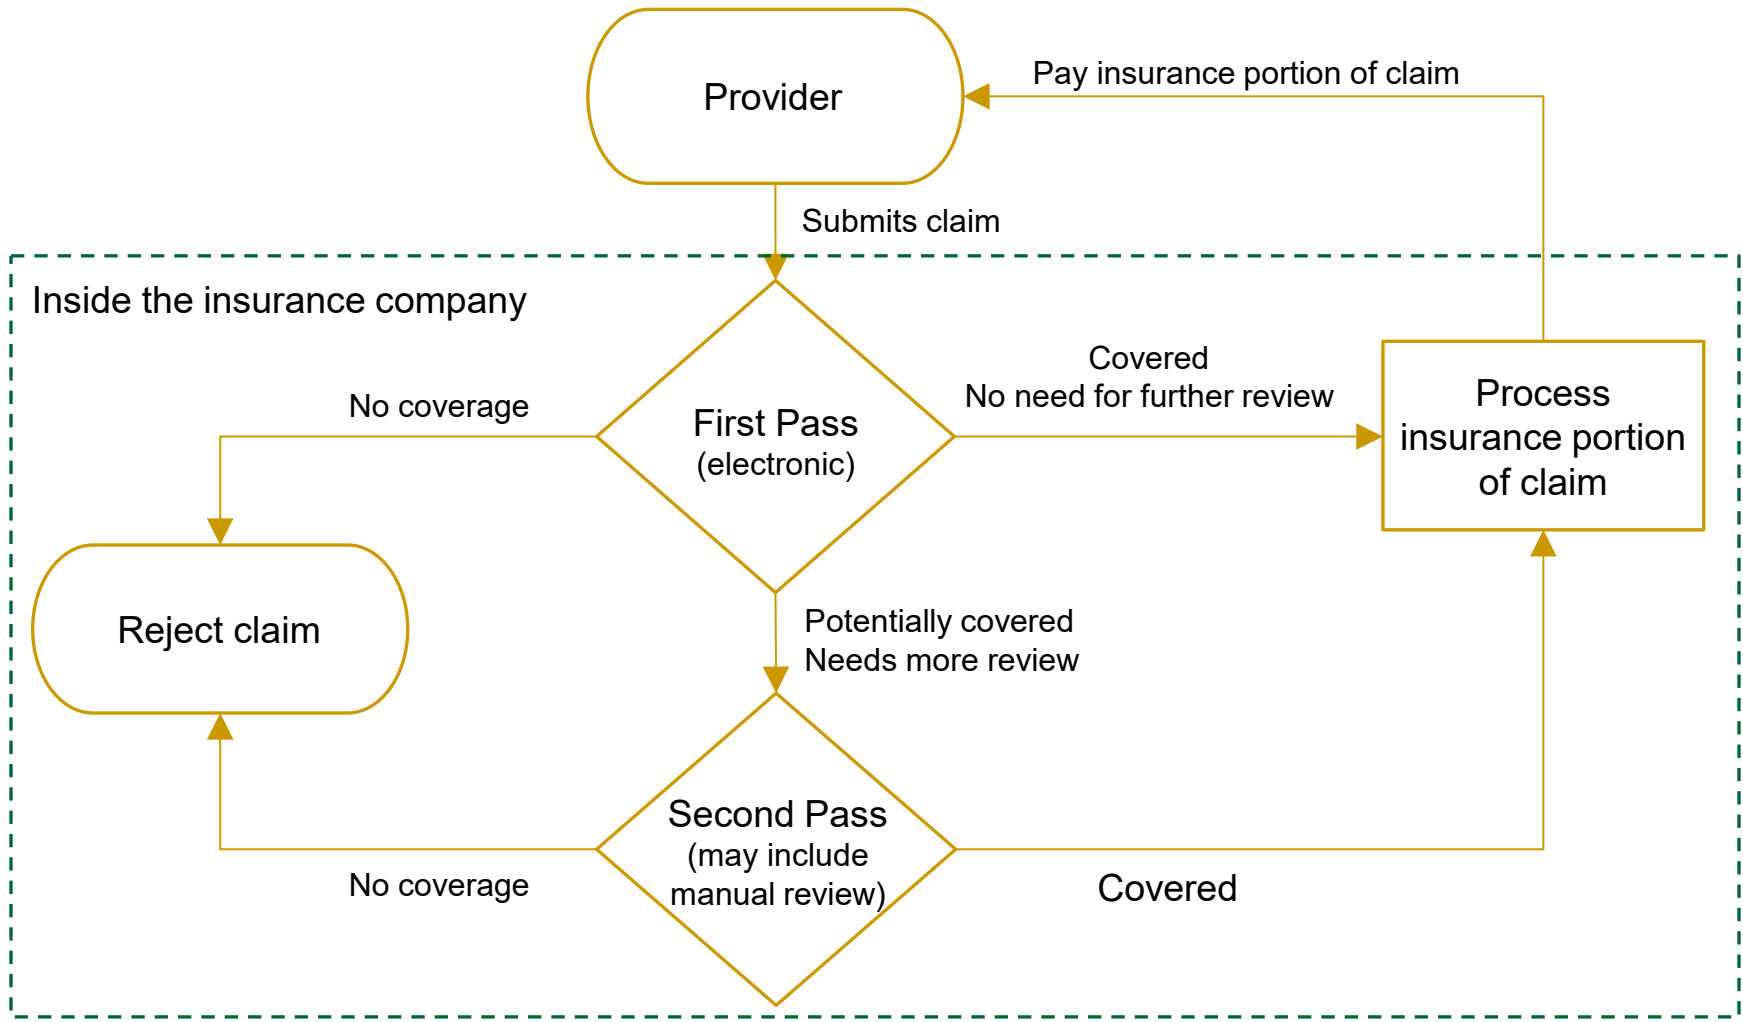 Provider
Pay insurance portion of claim
Submits claim
Inside the insurance company
No coverage
First Pass
(electronic)
Covered
No need for further review
Process
insurance portion
of claim
Reject claim
Potentially covered
Needs more review
Second Pass
(may include
manual review)
No coverage
Covered